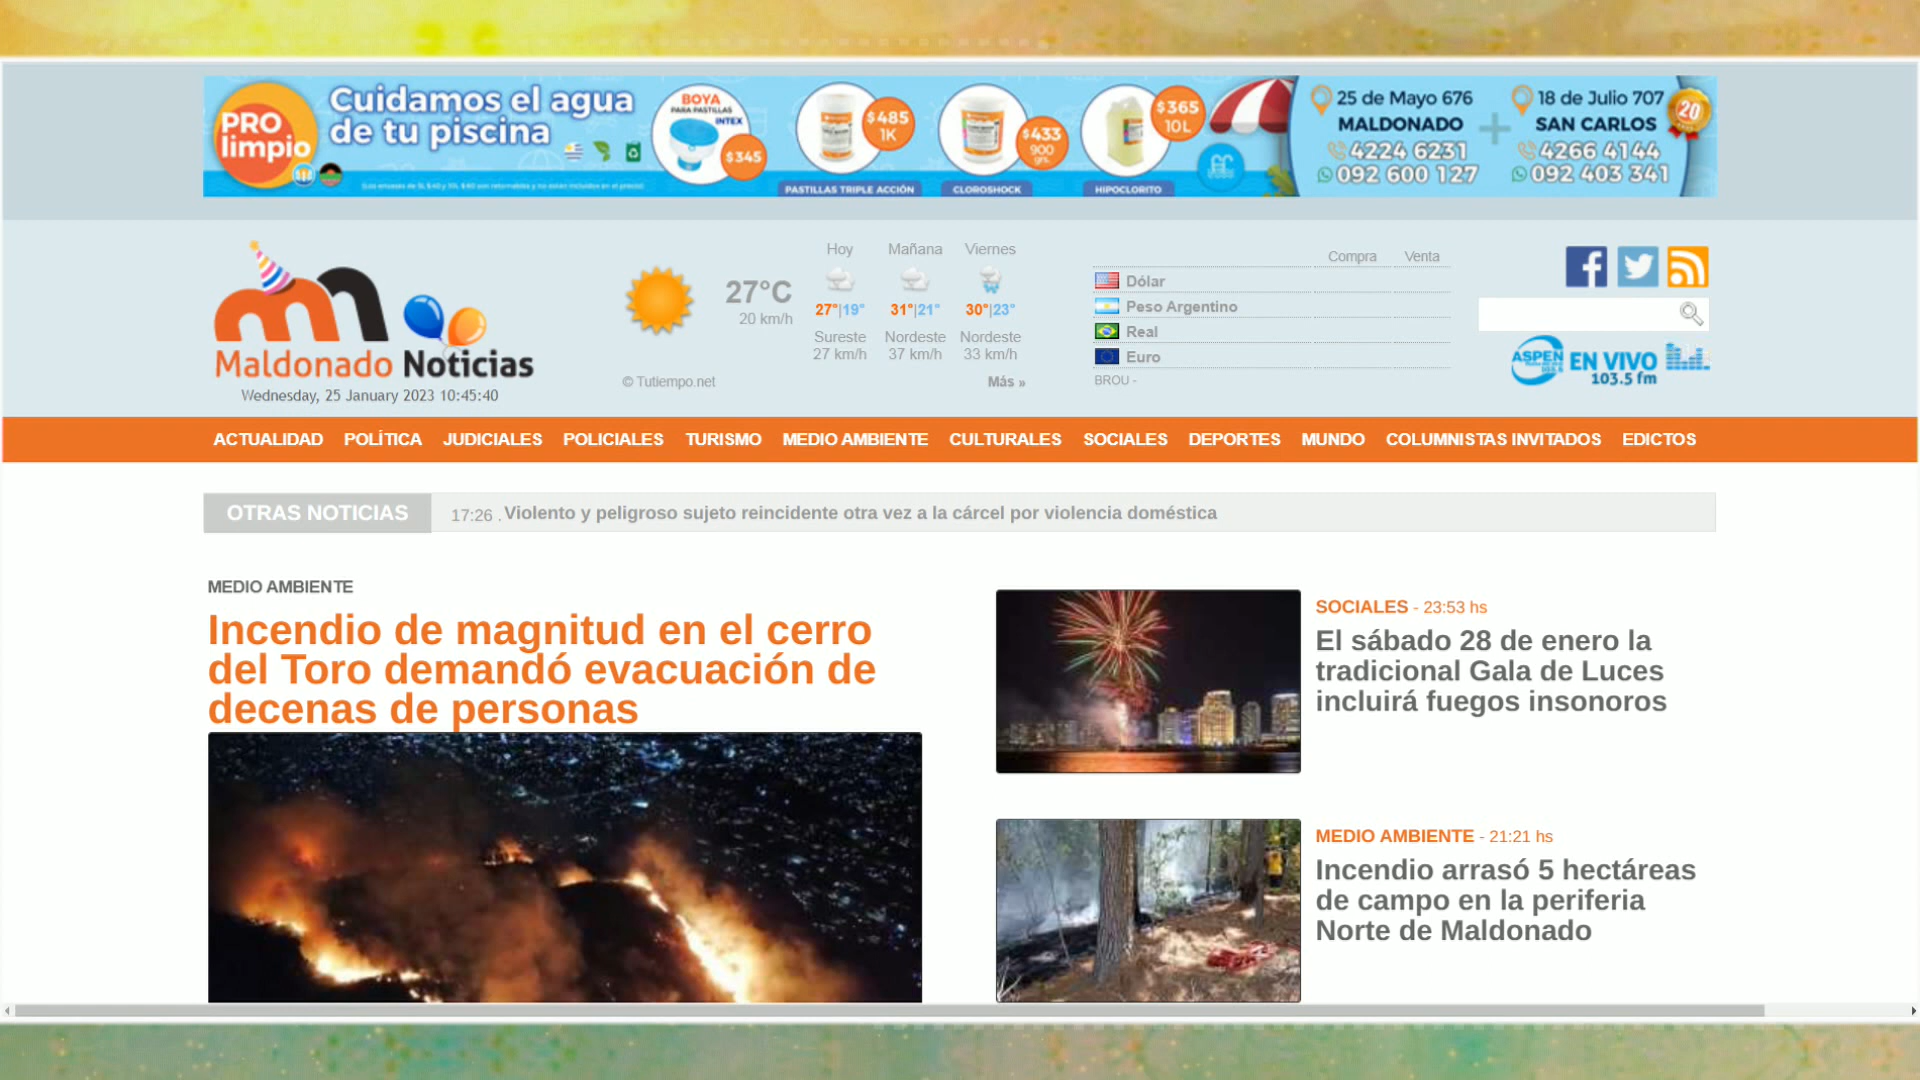 PRO
limpio
Cuidamos el agua
de tu piscina
BOYA
PARA PASTILLAS
INTEX
$345
$485
1K
PASTILLAS TRIPLE ACCIÓN
$433
900
gr.
CLOROSHOCK
$365
10L
HIPOCLORITO
25 de Mayo 676
MALDONADO
4224 6231
092 600 127
+
18 de Julio 707
SAN CARLOS
4266 4144
092 403 341
20
Maldonado Noticias
Wednesday, 25 January 2023 10:45:40
27°C
20 km/h
Hoy Mañana Viernes
27°|19° 31°|21° 30°|23°
Sureste Nordeste Nordeste
27 km/h 37 km/h 33 km/h
© Tutiempo.net Más »
Compra Venta
Dólar
Peso Argentino
Real
Euro
BROU -
ASPEN
EN VIVO
103.5 fm
ACTUALIDAD POLÍTICA JUDICIALES POLICIALES TURISMO MEDIO AMBIENTE CULTURALES SOCIALES DEPORTES MUNDO COLUMNISTAS INVITADOS EDICTOS
OTRAS NOTICIAS 17:26 . Violento y peligroso sujeto reincidente otra vez a la cárcel por violencia doméstica
MEDIO AMBIENTE
Incendio de magnitud en el cerro
del Toro demandó evacuación de
decenas de personas
SOCIALES - 23:53 hs
El sábado 28 de enero la
tradicional Gala de Luces
incluirá fuegos insonoros
MEDIO AMBIENTE - 21:21 hs
Incendio arrasó 5 hectáreas
de campo en la periferia
Norte de Maldonado